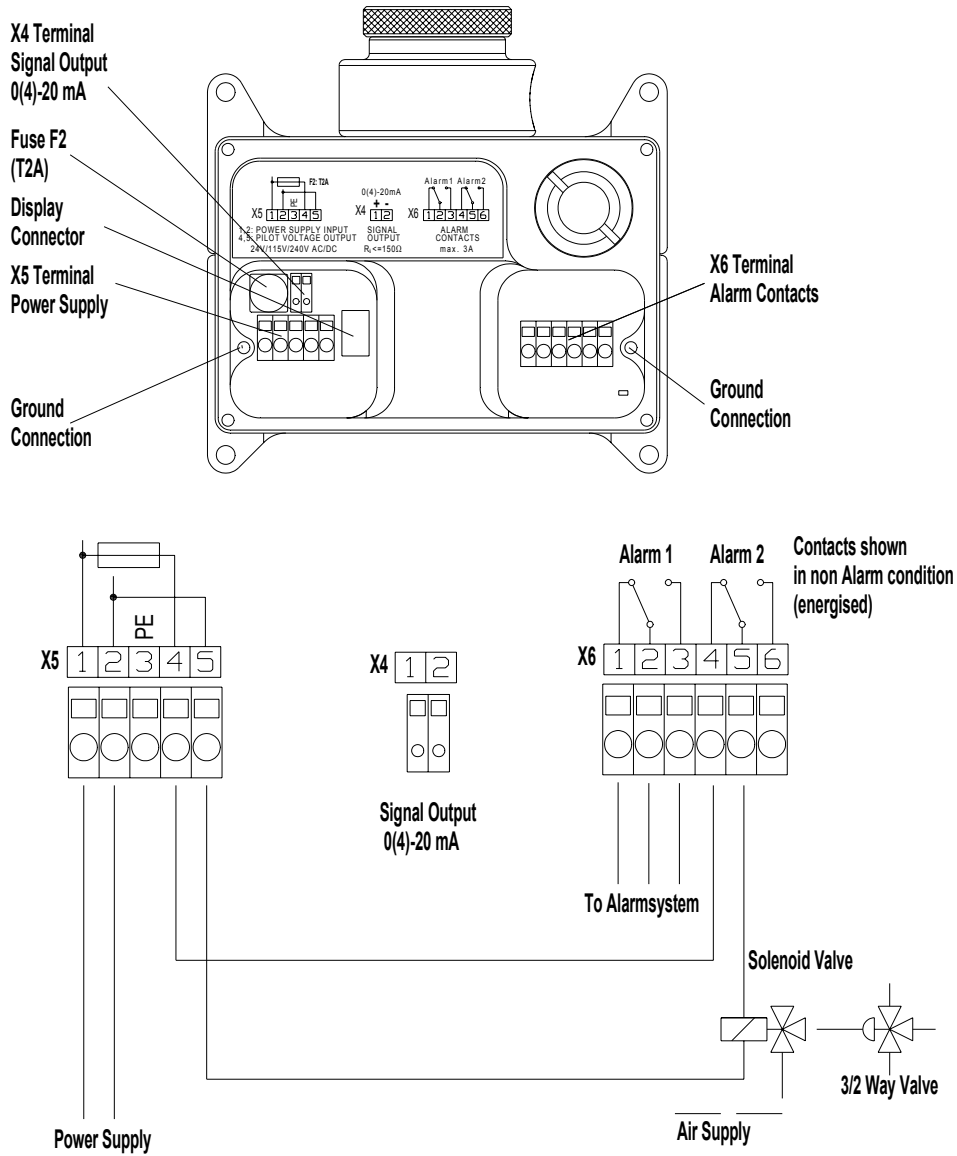 X4 Terminal
Signal Output
0(4)-20 mA
Fuse F2
(T2A)
Display
Connector
X5 Terminal
Power Supply
Ground
Connection
F2: T2A
PE
X5 1 2 3 4 5
1,2: POWER SUPPLY INPUT
4,5: PILOT VOLTAGE OUTPUT
24V/115V/240V AC/DC
0(4)-20mA
+ -
X4 1 2
SIGNAL
OUTPUT
Alarm1 Alarm2
X6 1 2 3 4 5 6
ALARM
CONTACTS
max. 3A
X6 Terminal
Alarm Contacts
Ground
Connection
PE
X5 1 2 3 4 5
X4 1 2
Signal Output
0(4)-20 mA
Alarm 1 Alarm 2
Contacts shown
in non Alarm condition
(energised)
X6 1 2 3 4 5 6
To Alarmsystem
Solenoid Valve
3/2 Way Valve
Air Supply
Power Supply